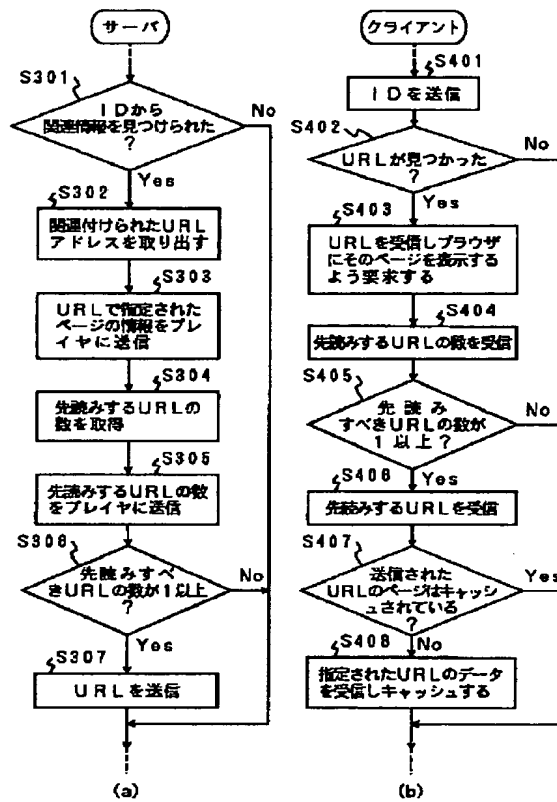 サーバ
S301
IDから
関連情報を見つけられた
?
No
Yes
S302
関連付けられたURL
アドレスを取り出す
S303
URLで指定された
ページの情報をプレ
イヤに送信
S304
先読みするURLの
数を取得
S305
先読みするURLの数
をプレイヤに送信
S306
先読みすべ
きURLの数が1以上
?
No
Yes
S307
URLを送信
(a)
クライアント
S401
IDを送信
S402
URLが見つかった
?
No
Yes
S403
URLを受信しブラウザ
にそのページを表示する
よう要求する
S404
先読みするURLの数を受信
S405
先読み
すべきURLの数が
1以上?
No
Yes
S406
先読みするURLを受信
S407
送信された
URLのページはキャッシ
ュされている
?
Yes
No
S408
指定されたURLのデータ
を受信しキャッシュする
(b)